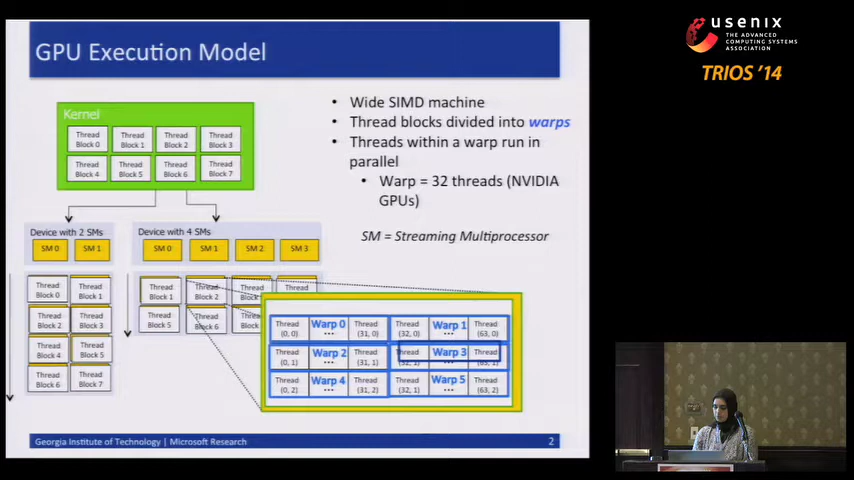 GPU Execution Model
Kernel
Thread Block 0
Thread Block 1
Thread Block 2
Thread Block 3
Thread Block 4
Thread Block 5
Thread Block 6
Thread Block 7
Device with 2 SMs
SM 0
SM 1
Device with 4 SMs
SM 0
SM 1
SM 2
SM 3
Thread Block 0
Thread Block 1
Thread Block 2
Thread Block 3
Thread Block 4
Thread Block 5
Thread Block 6
Thread Block 7
Thread Block 1
Thread Block 2
Thread
Thread
Thread Block 5
Thread Block 6
Thread
• Wide SIMD machine
• Thread blocks divided into warps
• Threads within a warp run in
parallel
• Warp = 32 threads (NVIDIA
GPUs)
SM = Streaming Multiprocessor
Thread (0, 0)
Warp 0 ...
Thread (31, 0)
Thread (32, 0)
Warp 1 ...
Thread (63, 0)
Thread (0, 1)
Warp 2 ...
Thread (31, 1)
Thread (32, 1)
Warp 3 ...
Thread (63, 1)
Thread (0, 2)
Warp 4 ...
Thread (31, 2)
Thread (32, 2)
Warp 5 ...
Thread (63, 2)
Georgia Institute of Technology | Microsoft Research
2
usenix
THE ADVANCED
COMPUTING SYSTEMS
ASSOCIATION
TRIOS '14